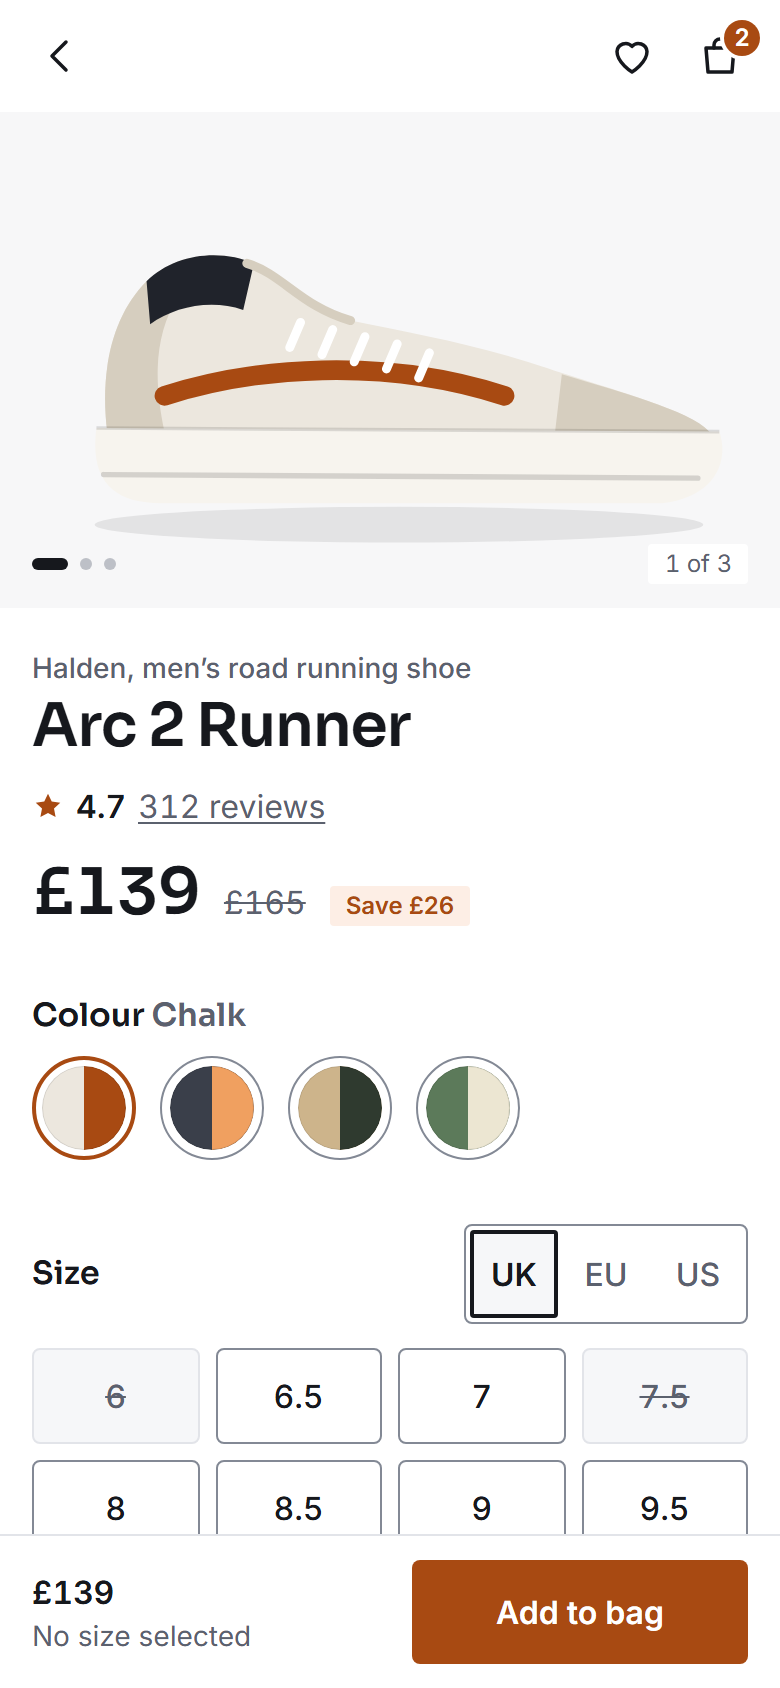 2
1 of 3
Halden, men’s road running shoe
Arc 2 Runner
4.7 312 reviews
£139 £165 Save £26
Colour Chalk
Size UK EU US
6 6.5 7 7.5
8 8.5 9 9.5
£139
No size selected
Add to bag